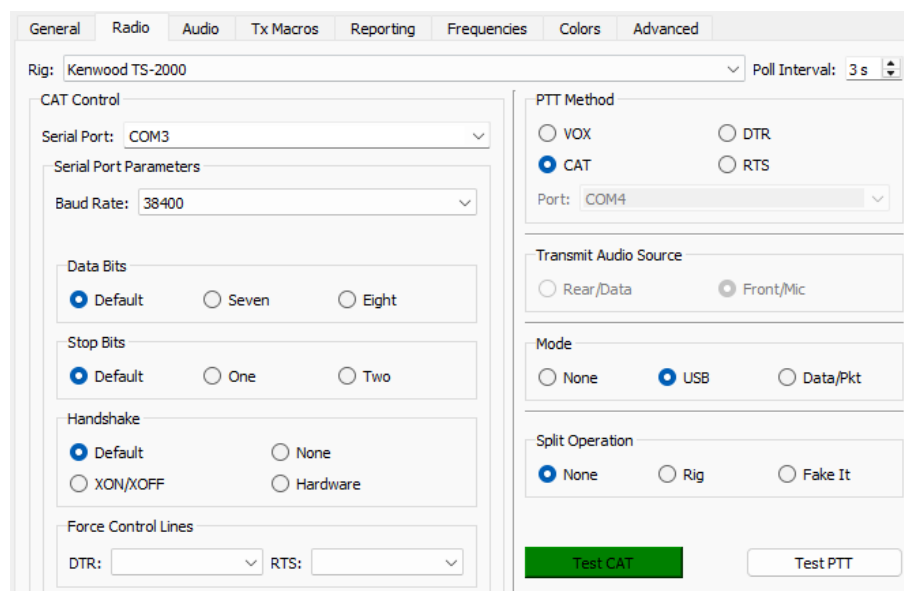 General Radio Audio Tx Macros Reporting Frequencies Colors Advanced
Rig: Kenwood TS-2000 Poll Interval: 3 s
CAT Control
Serial Port: COM3
Serial Port Parameters
Baud Rate: 38400
Data Bits
Default Seven Eight
Stop Bits
Default One Two
Handshake
Default None
XON/XOFF Hardware
Force Control Lines
DTR: RTS:
PTT Method
VOX DTR
CAT RTS
Port: COM4
Transmit Audio Source
Rear/Data Front/Mic
Mode
None USB Data/Pkt
Split Operation
None Rig Fake It
Test CAT Test PTT